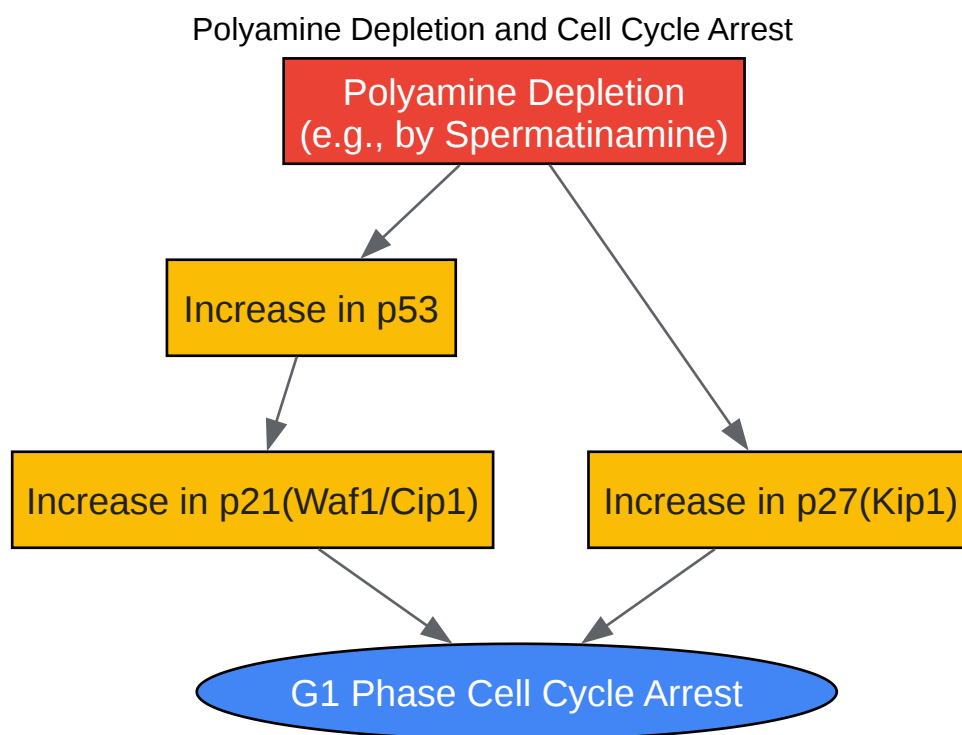 Polyamine Depletion and Cell Cycle Arrest
Polyamine Depletion
(e.g., by Spermatinamine)
Increase in p53
Increase in p21(Waf1/Cip1)
Increase in p27(Kip1)
G1 Phase Cell Cycle Arrest